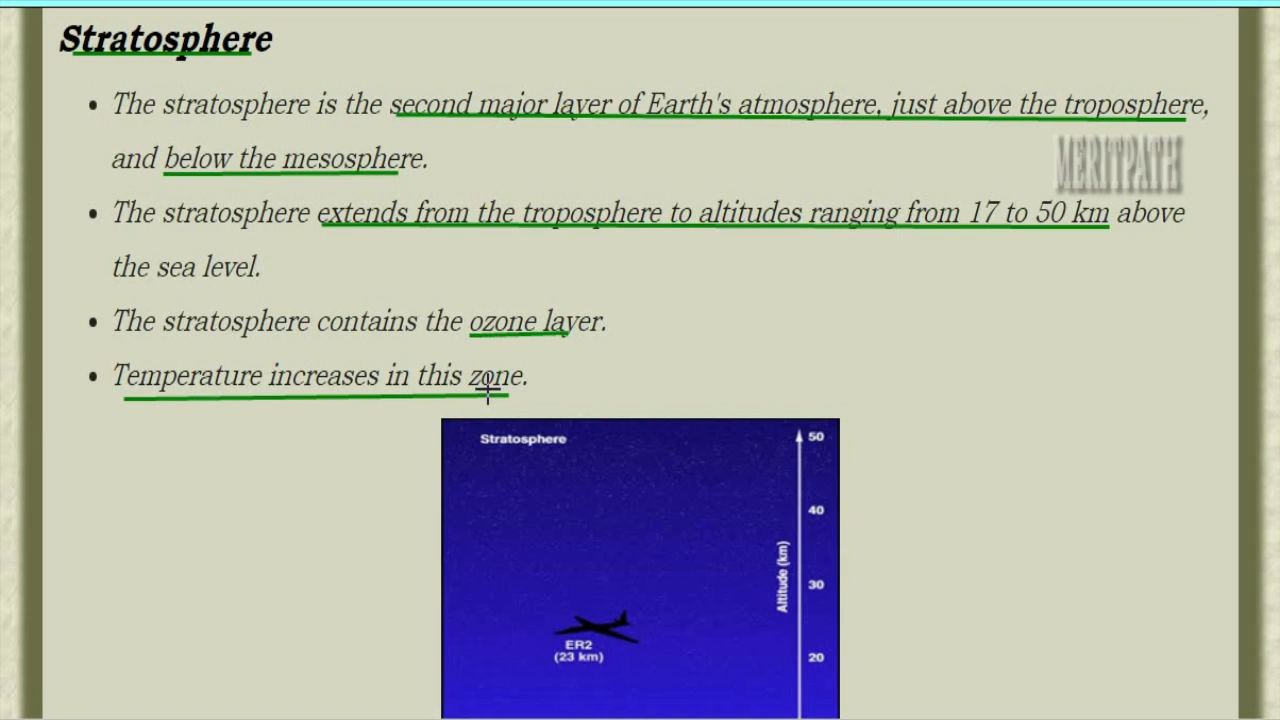 Stratosphere
• The stratosphere is the second major layer of Earth's atmosphere, just above the troposphere,
and below the mesosphere.
MERITPATH
• The stratosphere extends from the troposphere to altitudes ranging from 17 to 50 km above
the sea level.
• The stratosphere contains the ozone layer.
• Temperature increases in this zone.
Stratosphere
50
40
Altitude (km)
30
ER2
(23 km)
20